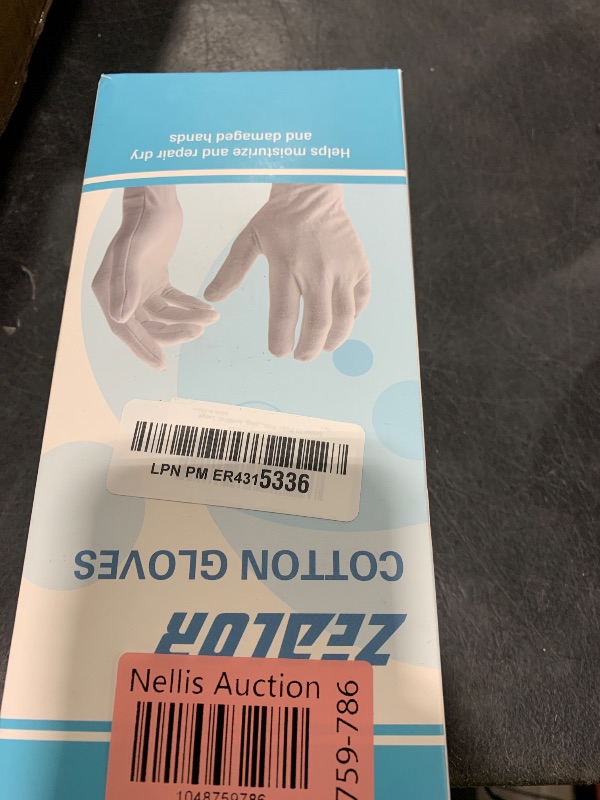 Helps moisturize and repair dry
and damaged hands
LPN PM ER4315336
COTTON GLOVES
ZEALOR
Nellis Auction
1048759786
759-786